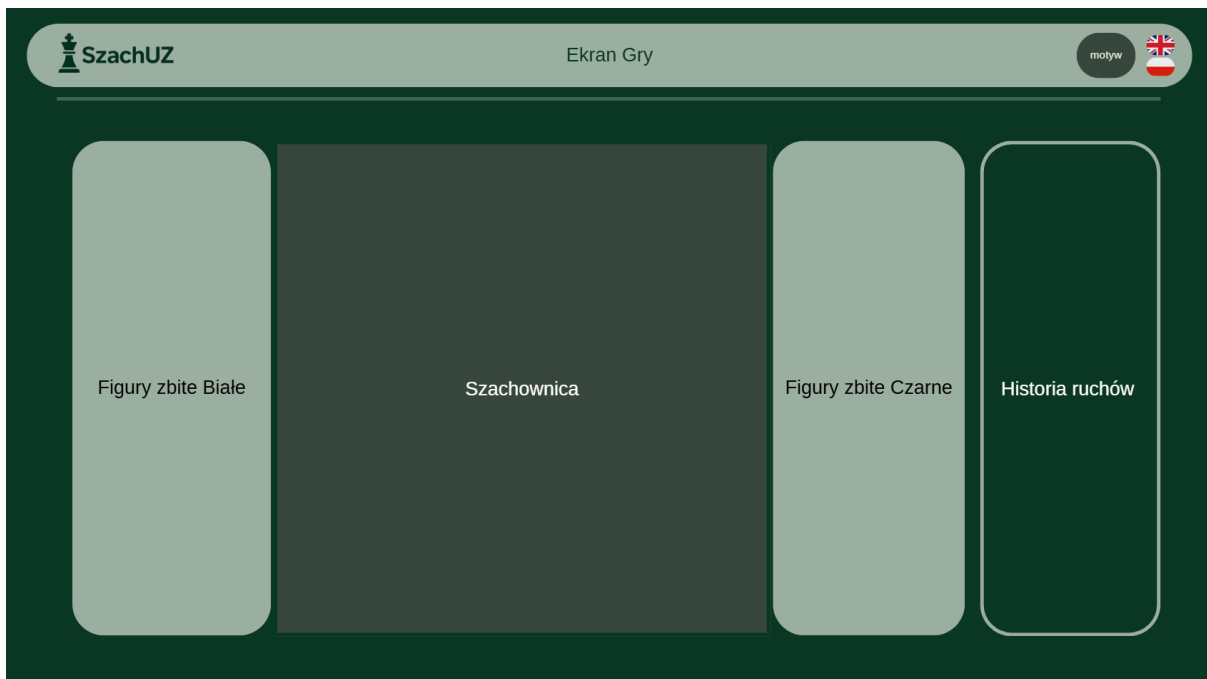 SzachUZ
Ekran Gry
motyw
Figury zbite Białe
Szachownica
Figury zbite Czarne
Historia ruchów